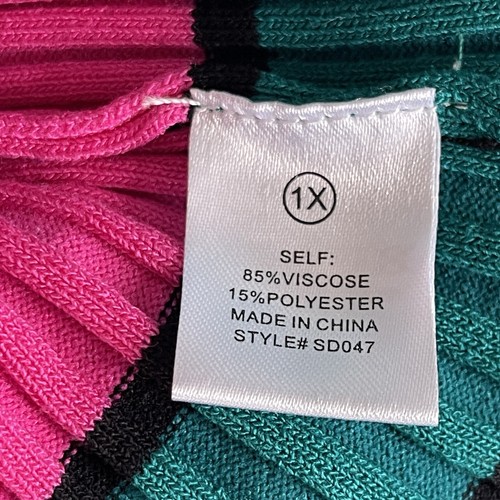 1X
SELF:
85%VISCOSE
15%POLYESTER
MADE IN CHINA
STYLE# SD047